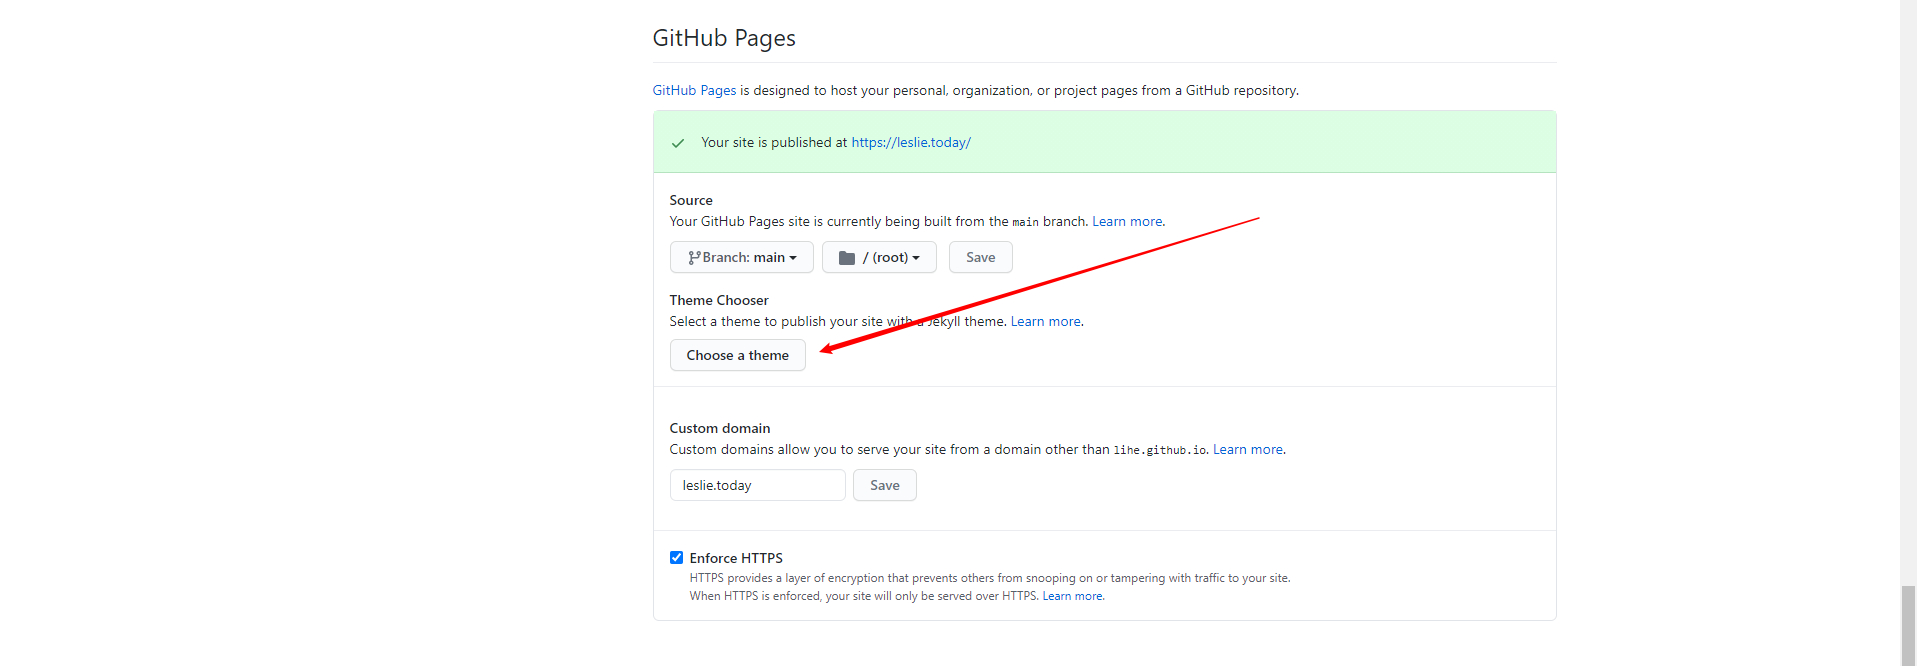 GitHub Pages
GitHub Pages is designed to host your personal, organization, or project pages from a GitHub repository.
Your site is published at https://leslie.today/
Source
Your GitHub Pages site is currently being built from the main branch. Learn more.
Branch: main
/ (root)
Save
Theme Chooser
Select a theme to publish your site with a Jekyll theme. Learn more.
Choose a theme
Custom domain
Custom domains allow you to serve your site from a domain other than lihe.github.io. Learn more.
leslie.today
Save
Enforce HTTPS
HTTPS provides a layer of encryption that prevents others from snooping on or tampering with traffic to your site.
When HTTPS is enforced, your site will only be served over HTTPS. Learn more.